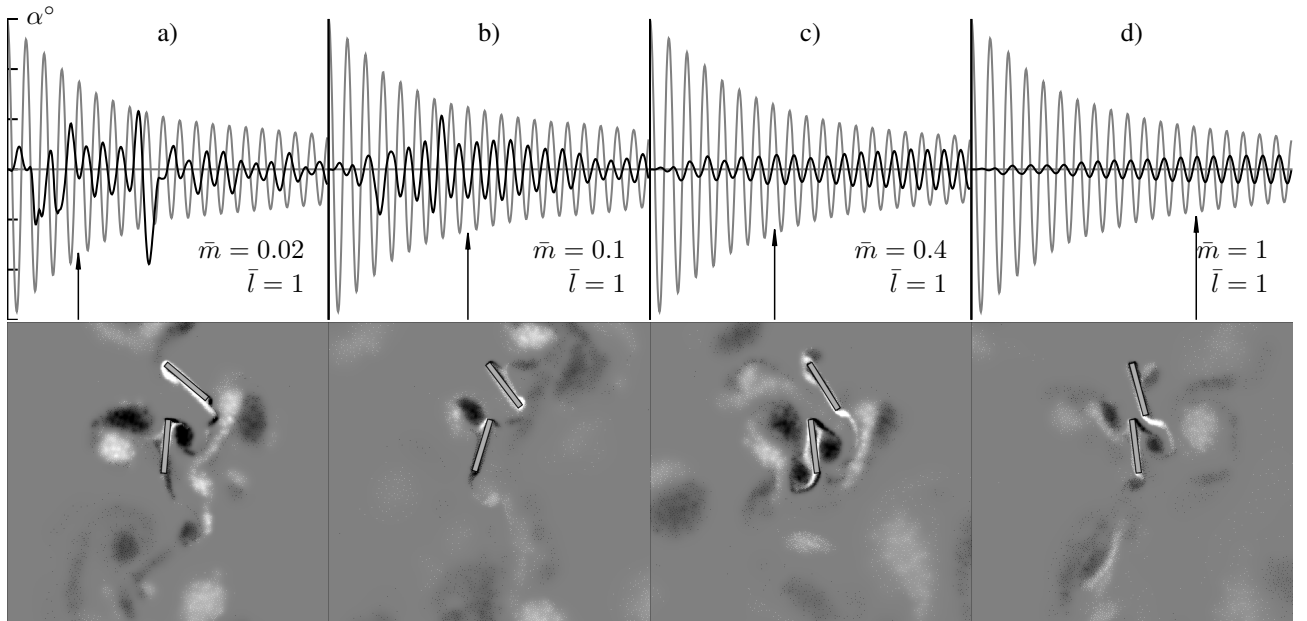 α°
a)
b)
c)
d)
m̄ = 0.02
l̄ = 1
m̄ = 0.1
l̄ = 1
m̄ = 0.4
l̄ = 1
m̄ = 1
l̄ = 1